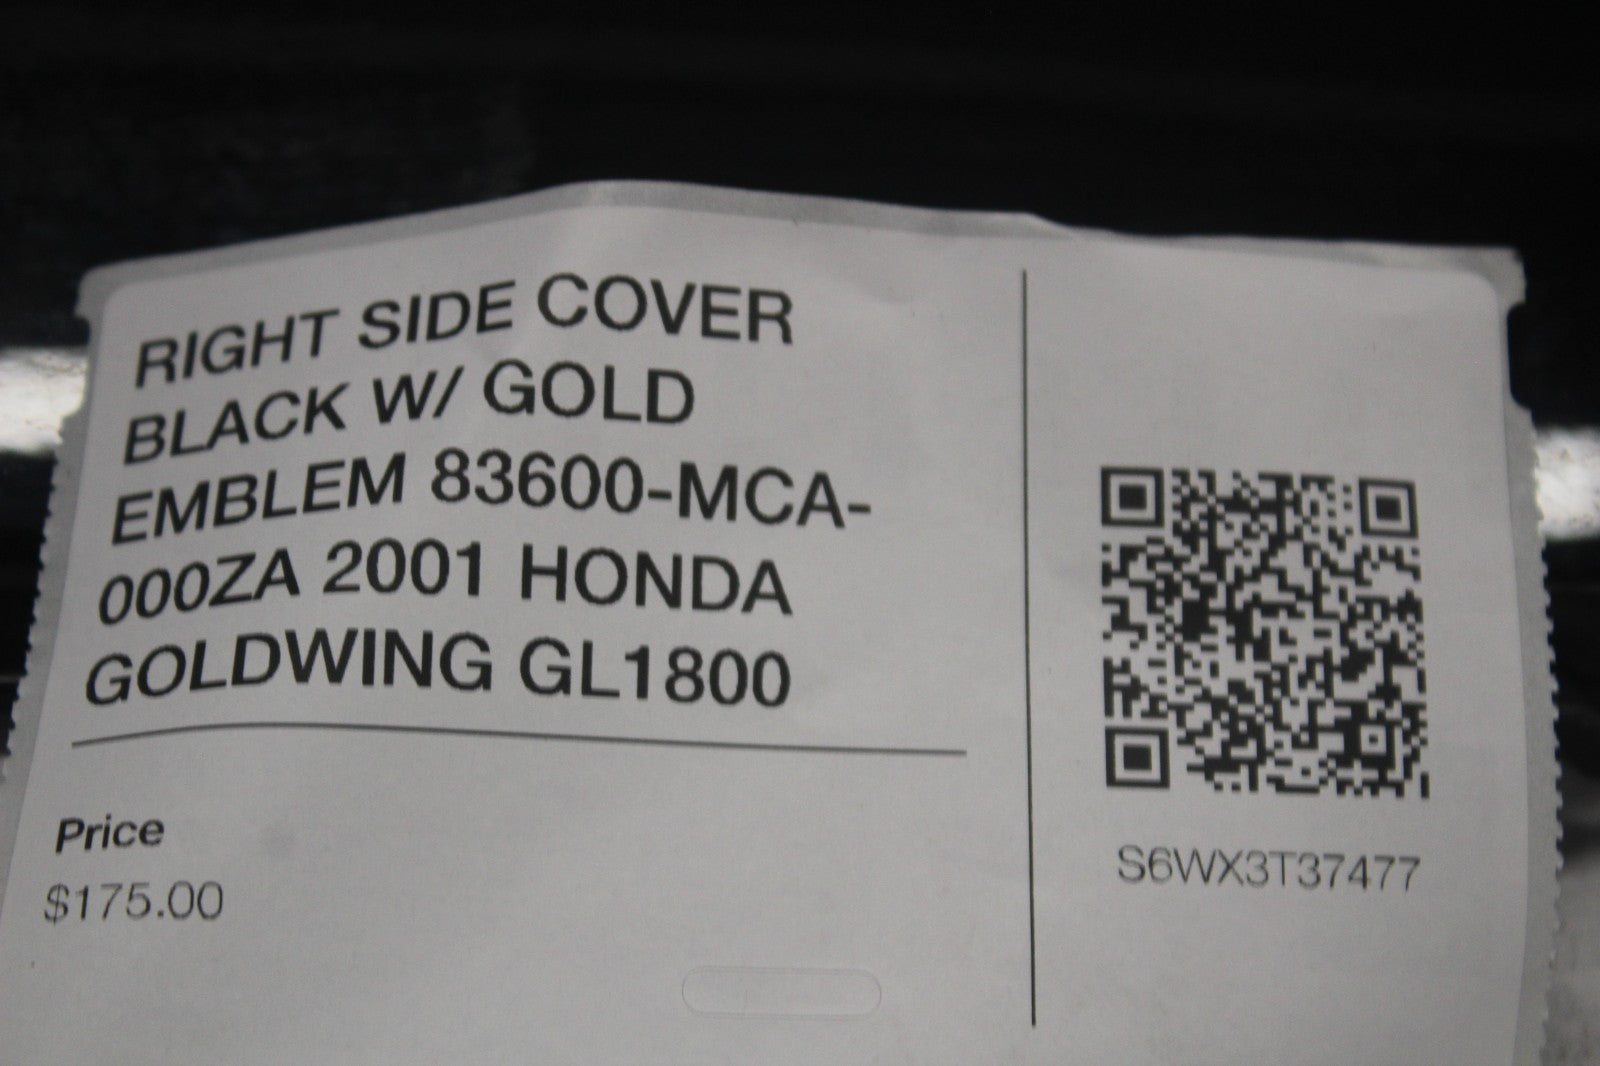 RIGHT SIDE COVER
BLACK W/ GOLD
EMBLEM 83600-MCA-
000ZA 2001 HONDA
GOLDWING GL1800
Price
$175.00
S6WX3T37477